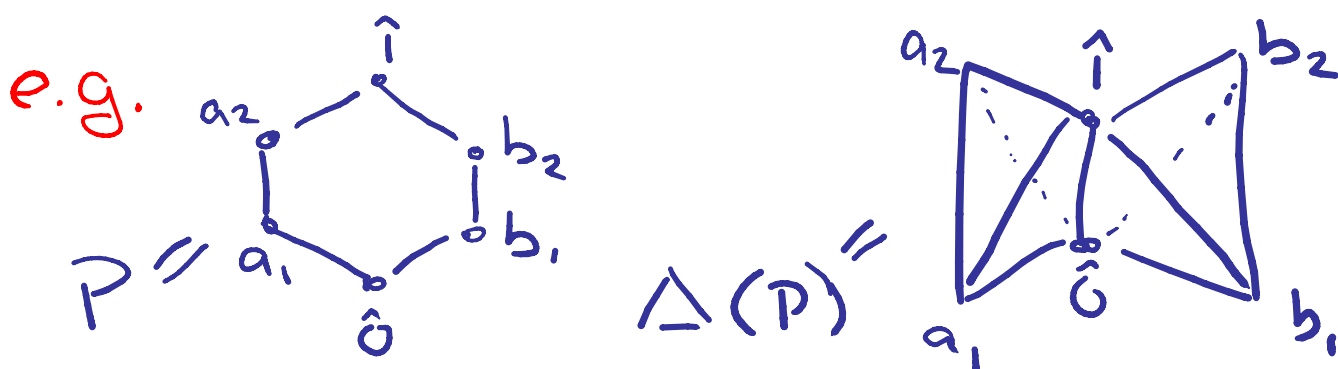 e.g.
P =
1̂
a₂
b₂
a₁
b₁
0̂
Δ(P) =
a₂
1̂
b₂
a₁
0̂
b₁